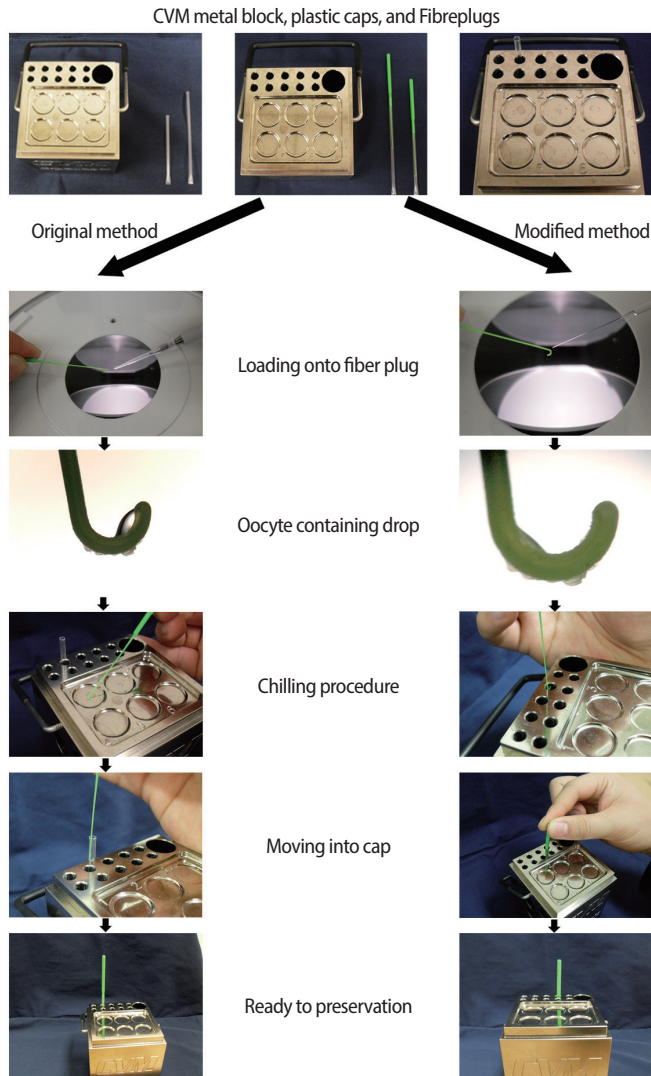 CVM metal block, plastic caps, and Fibreplugs
Original method
Modified method
Loading onto fiber plug
Oocyte containing drop
Chilling procedure
Moving into cap
Ready to preservation
CVM